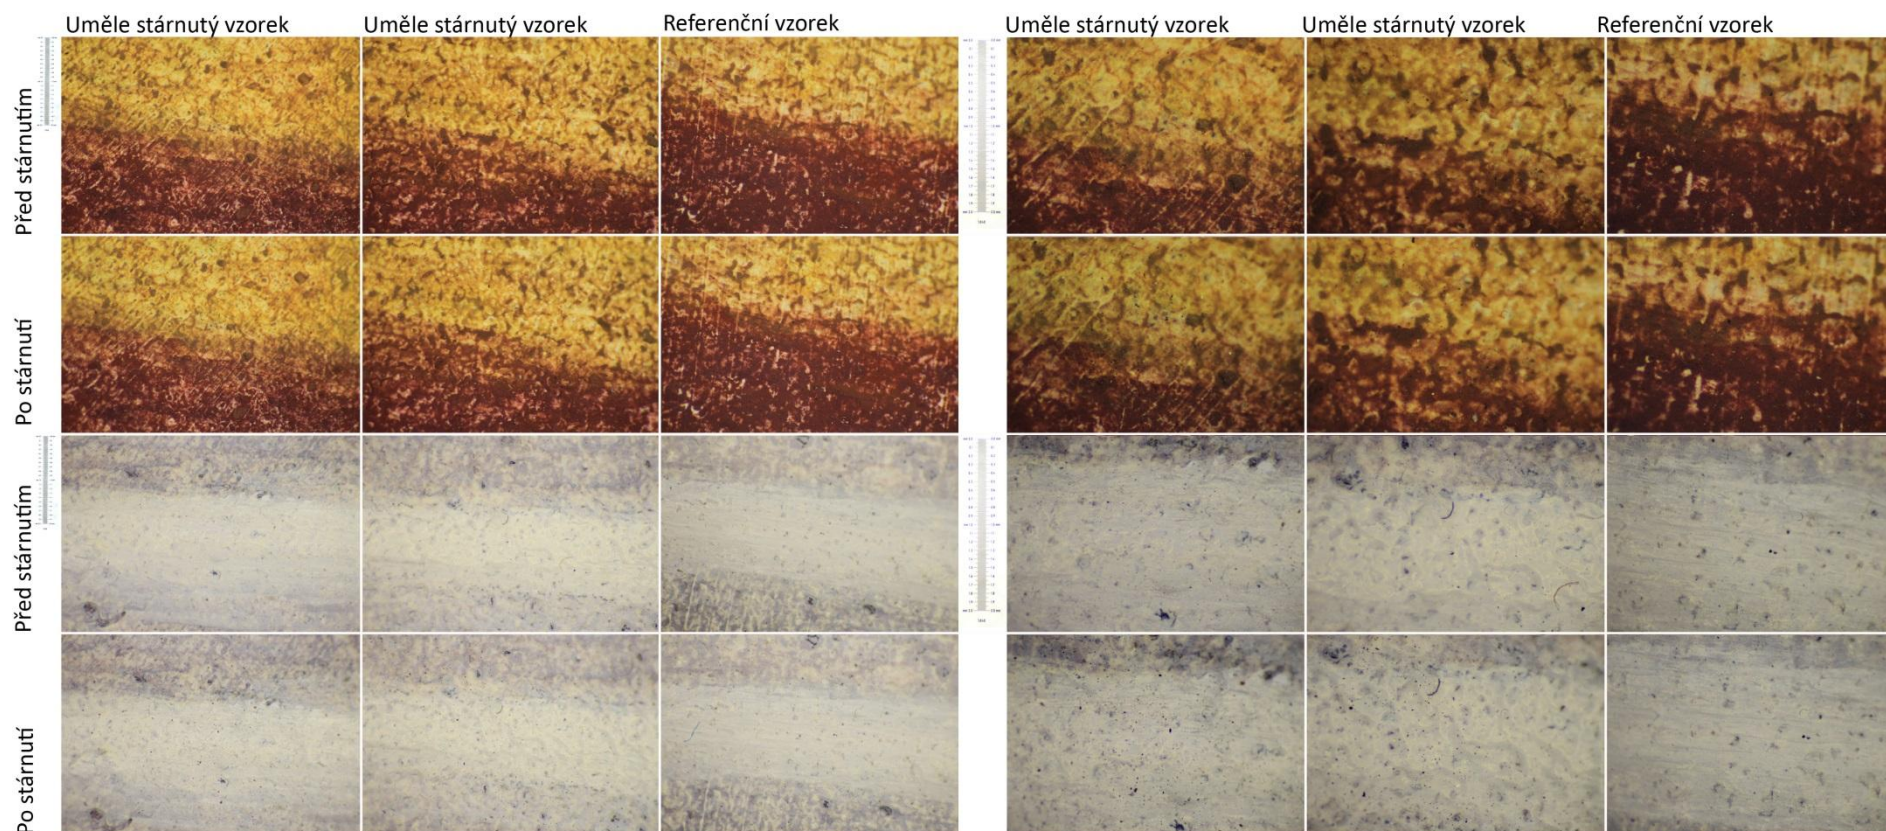 Uměle stárnutý vzorek Uměle stárnutý vzorek Referenční vzorek Uměle stárnutý vzorek Uměle stárnutý vzorek Referenční vzorek
Před stárnutím
Po stárnutí
Před stárnutím
Po stárnutí